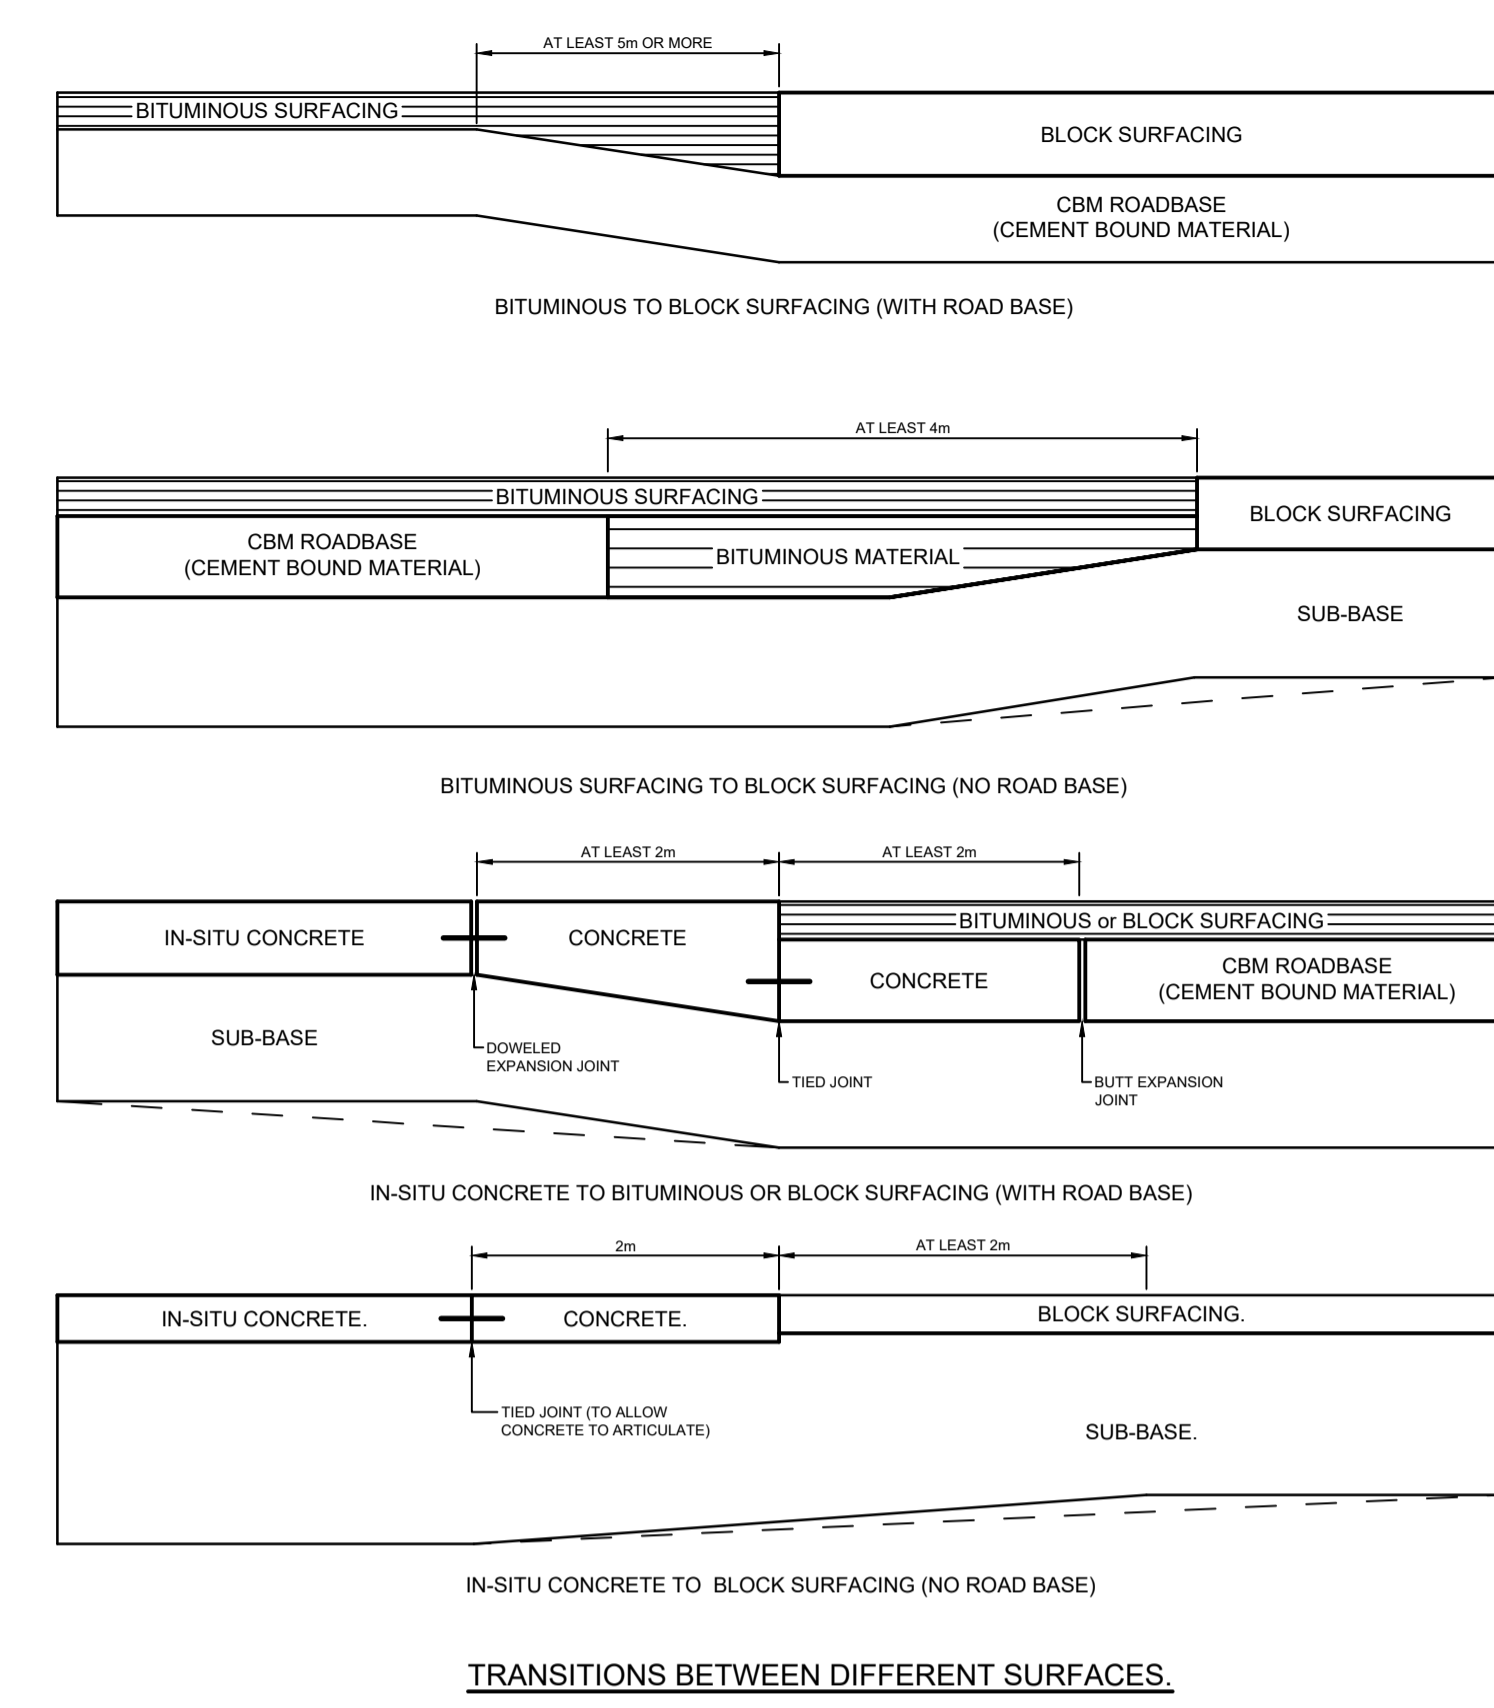 AT LEAST 5m OR MORE
BITUMINOUS SURFACING
BLOCK SURFACING
CBM ROADBASE
(CEMENT BOUND MATERIAL)
BITUMINOUS TO BLOCK SURFACING (WITH ROAD BASE)
AT LEAST 4m
BITUMINOUS SURFACING
BLOCK SURFACING
CBM ROADBASE
(CEMENT BOUND MATERIAL)
BITUMINOUS MATERIAL
SUB-BASE
BITUMINOUS SURFACING TO BLOCK SURFACING (NO ROAD BASE)
AT LEAST 2m
AT LEAST 2m
IN-SITU CONCRETE
CONCRETE
BITUMINOUS or BLOCK SURFACING
CONCRETE
CBM ROADBASE
(CEMENT BOUND MATERIAL)
SUB-BASE
DOWELED
EXPANSION JOINT
TIED JOINT
BUTT EXPANSION
JOINT
IN-SITU CONCRETE TO BITUMINOUS OR BLOCK SURFACING (WITH ROAD BASE)
2m
AT LEAST 2m
IN-SITU CONCRETE.
CONCRETE.
BLOCK SURFACING.
TIED JOINT (TO ALLOW
CONCRETE TO ARTICULATE)
SUB-BASE.
IN-SITU CONCRETE TO BLOCK SURFACING (NO ROAD BASE)
TRANSITIONS BETWEEN DIFFERENT SURFACES.